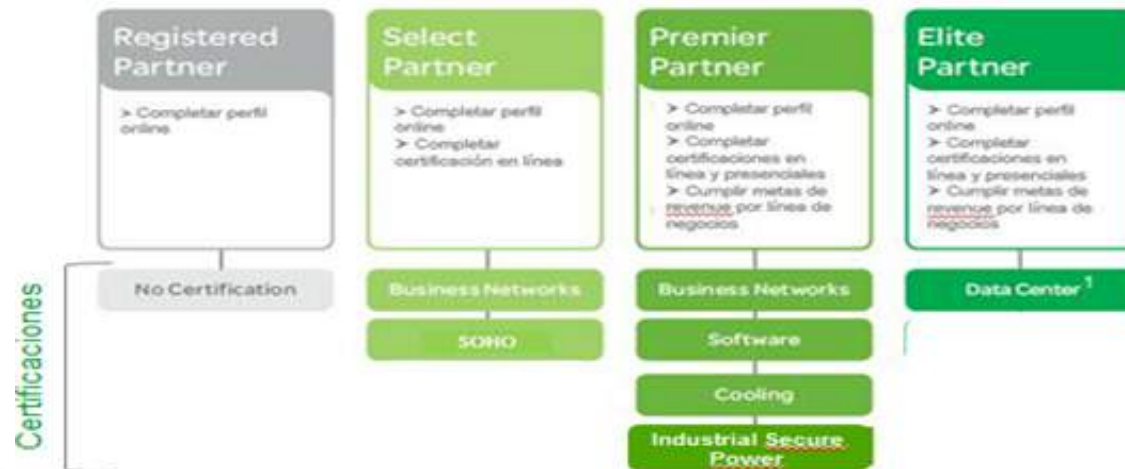 Registered
Partner
➤ Completar perfil
online
No Certification
Select
Partner
➤ Completar perfil
online
➤ Completar
certificación en línea
Business Networks
SOHO
Premier
Partner
➤ Completar perfil
online
➤ Completar
certificaciones en
línea y presenciales
➤ Cumplir metas de
revenue por línea de
negocios
Business Networks
Software
Cooling
Industrial Secure
Power
Elite
Partner
➤ Completar perfil
online
➤ Completar
certificaciones en
línea y presenciales
➤ Cumplir metas de
revenue por línea de
negocios
Data Center¹
Certificaciones